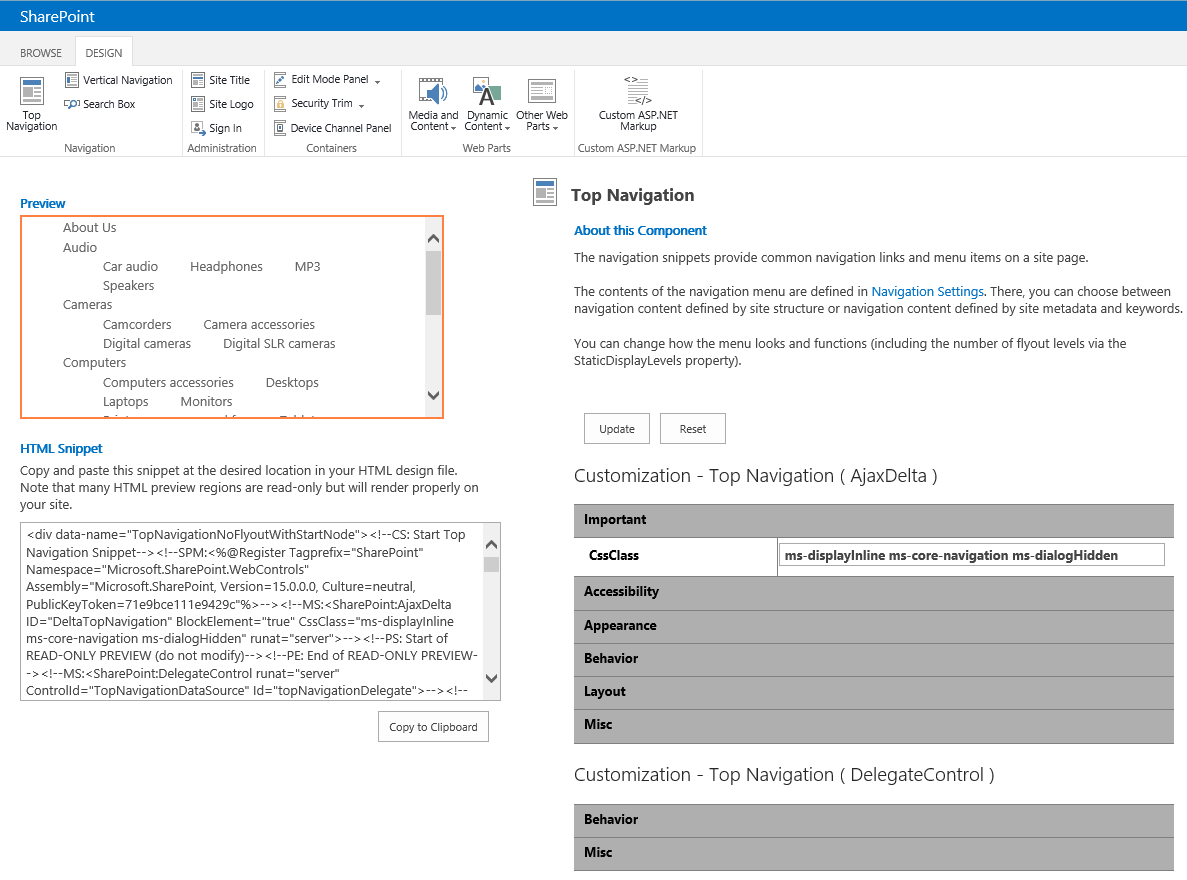 SharePoint
BROWSE
DESIGN
Top
Navigation
Vertical Navigation
Search Box
Navigation
Site Title
Site Logo
Sign In
Administration
Edit Mode Panel
Security Trim
Device Channel Panel
Containers
Media and
Content
Dynamic
Content
Other Web
Parts
Web Parts
Custom ASP.NET
Markup
Custom ASP.NET Markup
Preview
About Us
Audio
Car audio Headphones MP3
Speakers
Cameras
Camcorders Camera accessories
Digital cameras Digital SLR cameras
Computers
Computers accessories Desktops
Laptops Monitors
HTML Snippet
Copy and paste this snippet at the desired location in your HTML design file.
Note that many HTML preview regions are read-only but will render properly on
your site.
<div data-name="TopNavigationNoFlyoutWithStartNode"><!--CS: Start Top
Navigation Snippet--><!--SPM:<%@Register Tagprefix="SharePoint"
Namespace="Microsoft.SharePoint.WebControls"
Assembly="Microsoft.SharePoint, Version=15.0.0.0, Culture=neutral,
PublicKeyToken=71e9bce111e9429c"%>--><!--MS:<SharePoint:AjaxDelta
ID="DeltaTopNavigation" BlockElement="true" CssClass="ms-displayInline
ms-core-navigation ms-dialogHidden" runat="server">--><!--PS: Start of
READ-ONLY PREVIEW (do not modify)--><!--PE: End of READ-ONLY PREVIEW-
-><!--MS:<SharePoint:DelegateControl runat="server"
ControlId="TopNavigationDataSource" Id="topNavigationDelegate">--><!--
Copy to Clipboard
Top Navigation
About this Component
The navigation snippets provide common navigation links and menu items on a site page.
The contents of the navigation menu are defined in Navigation Settings. There, you can choose between
navigation content defined by site structure or navigation content defined by site metadata and keywords.
You can change how the menu looks and functions (including the number of flyout levels via the
StaticDisplayLevels property).
Update
Reset
Customization - Top Navigation ( AjaxDelta )
Important
CssClass
ms-displayInline ms-core-navigation ms-dialogHidden
Accessibility
Appearance
Behavior
Layout
Misc
Customization - Top Navigation ( DelegateControl )
Behavior
Misc